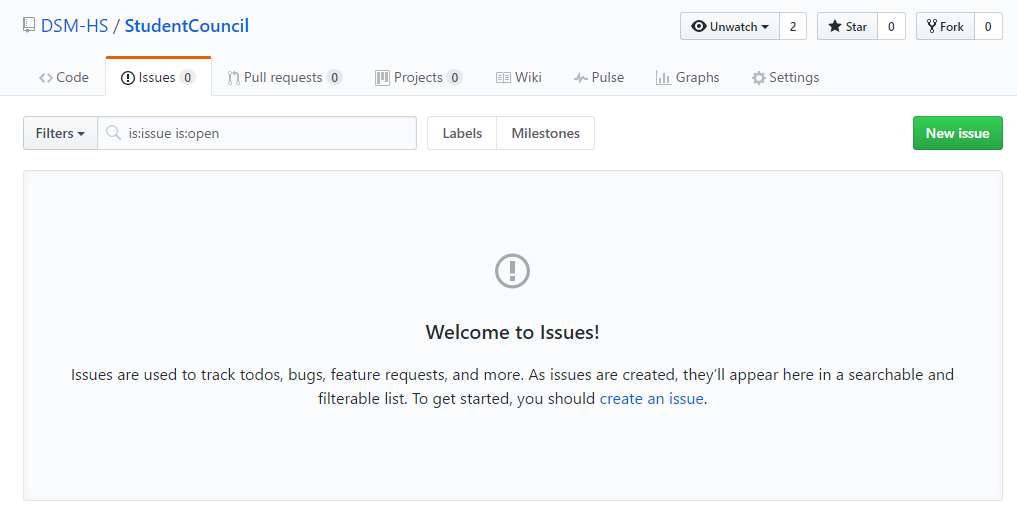 DSM-HS / StudentCouncil
Unwatch 2 Star 0 Fork 0
Code Issues 0 Pull requests 0 Projects 0 Wiki Pulse Graphs Settings
Filters is:issue is:open Labels Milestones New issue
Welcome to Issues!
Issues are used to track todos, bugs, feature requests, and more. As issues are created, they’ll appear here in a searchable and
filterable list. To get started, you should create an issue.